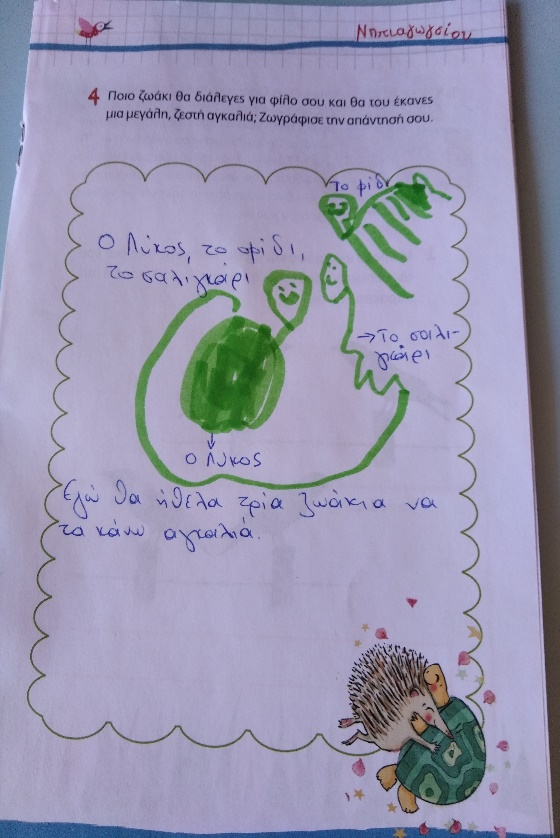 Νηπιαγωγείου
4 Ποιο ζωάκι θα διάλεγες για φίλο σου και θα του έκανες
μια μεγάλη, ζεστή αγκαλιά; Ζωγράφισε την απάντησή σου.
Το φίδι
Ο Λύκος, το φίδι,
το σαλιγκάρι
→Το σαλι-
γκάρι
ο Λύκος
Εγώ θα ήθελα τρία ζωάκια να
τα κάνω αγκαλιά.